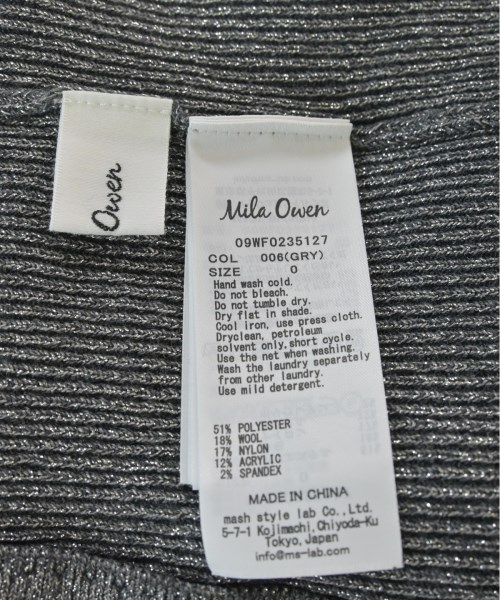 Owen
Mila Owen
09WF0235127
COL 006(GRY)
SIZE 0
Hand wash cold.
Do not bleach.
Do not tumble dry.
Dry flat in shade.
Cool iron, use press cloth.
Dryclean, petroleum
solvent only,short cycle.
Use the net when washing.
Wash the laundry separately
from other laundry.
Use mild detergent.
51% POLYESTER
18% WOOL
17% NYLON
12% ACRYLIC
2% SPANDEX
MADE IN CHINA
mash style lab Co.,Ltd.
5-7-1 Kojimachi,Chiyoda-Ku
Tokyo,Japan
info@ms-lab.com